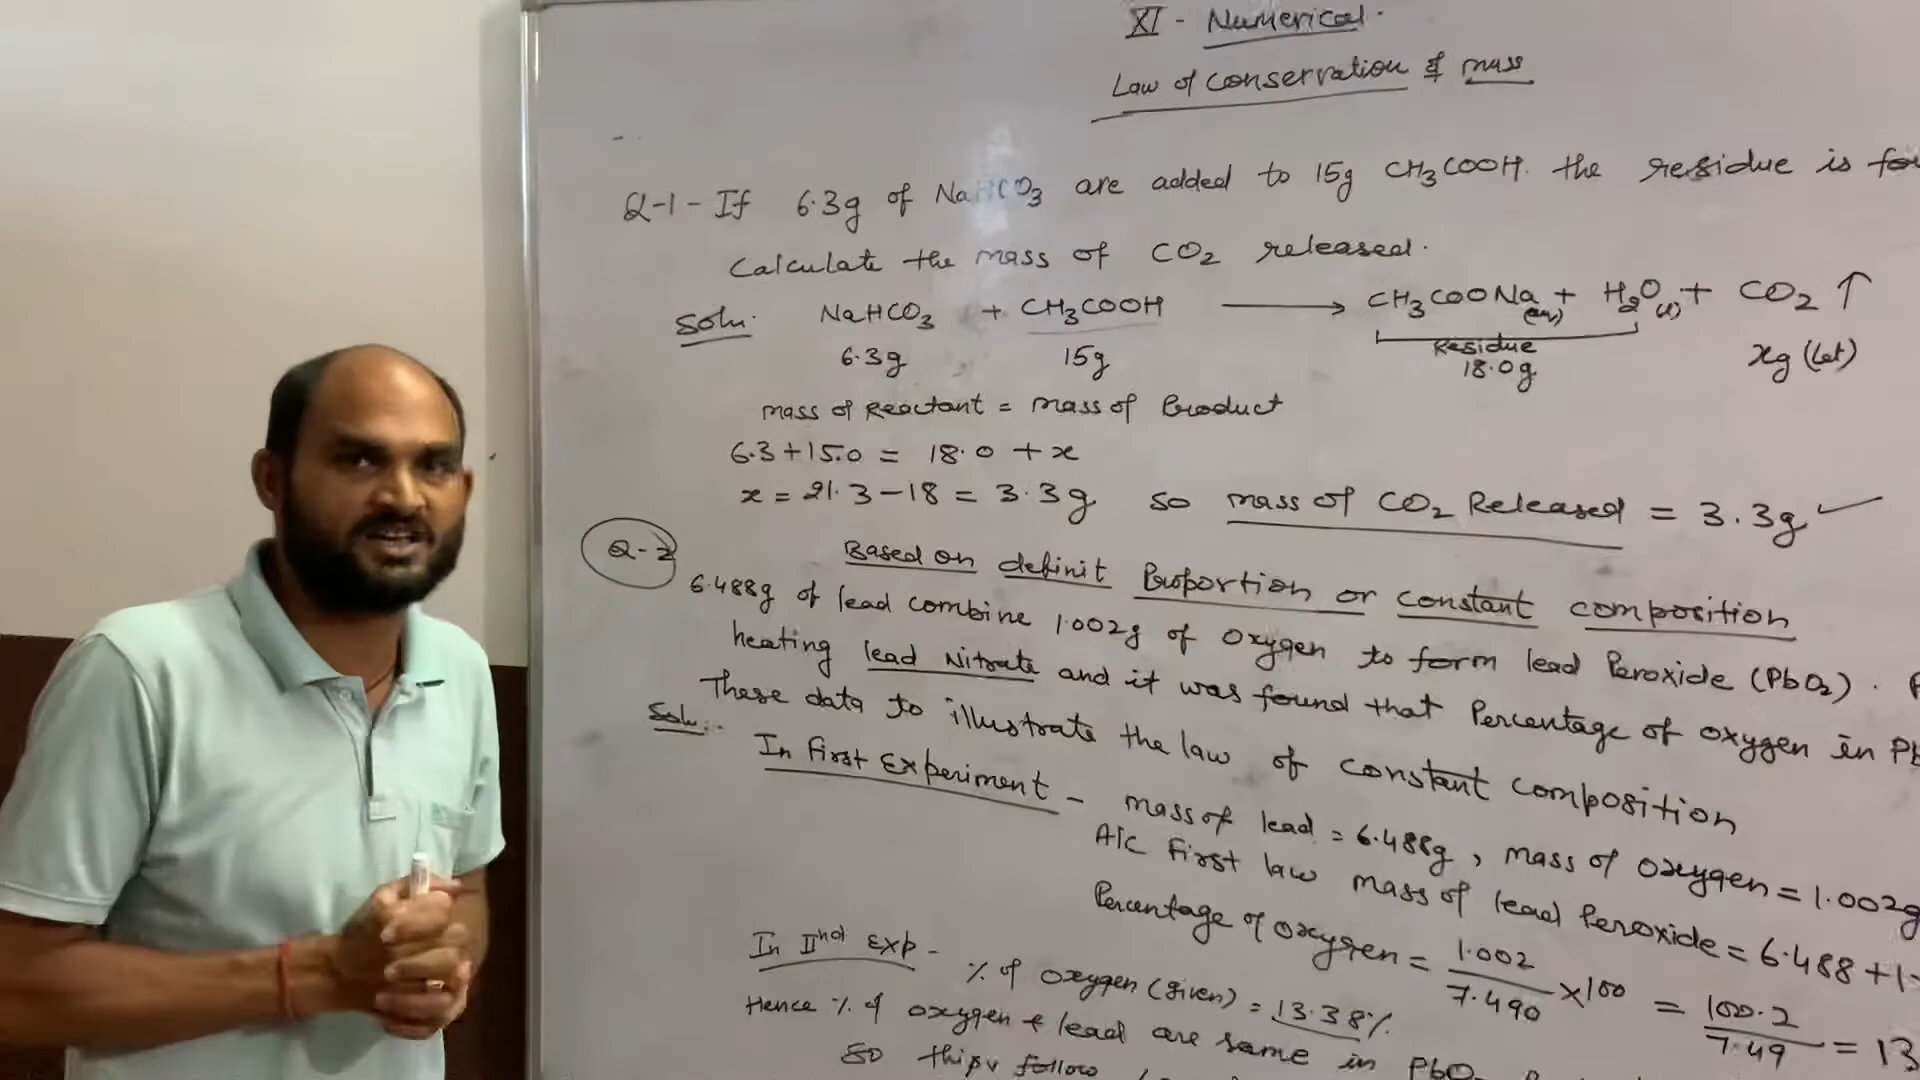 XI - Numerical.
Law of conservation of mass
Q-1- If 6.3g of NaHCO3 are added to 15g CH3COOH. the residue is
Calculate the mass of CO2 released.
Solu. NaHCO3 + CH3COOH → CH3COONa + H2O(l) + CO2 ↑
6.3g 15g Residue 18.0g xg (Let)
mass of Reactant = mass of Product
6.3+15.0 = 18.0 + x
x = 21.3-18 = 3.3g so mass of CO2 Released = 3.3g
Q-2 Based on definit Proportion or constant composition
6.488g of lead combine 1.002g of Oxygen to form lead Peroxide (PbO2).
heating lead Nitrate and it was found that Percentage of oxygen in
These data to illustrate the law of constant composition
Solu.
In first Experiment - mass of lead = 6.488g, mass of oxygen = 1.002g
A/C first law mass of lead Peroxide = 6.488+1
Percentage of oxygen = 1.002/7.490 ×100 = 100.2/7.49 = 13
In IInd Exp - % of oxygen (given) = 13.38%.
Hence % of oxygen & lead are same in PbO
so follow